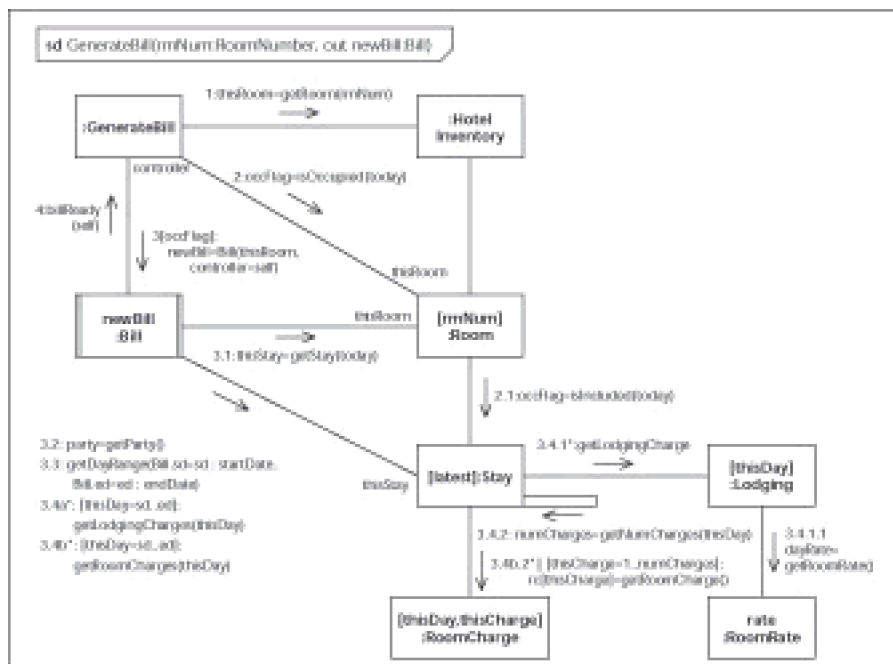 sd GenerateBill(rmNum:RoomNumber, out newBill:Bill)
1:thisRoom=getRoom(rmNum)
:GenerateBill
:Hotel
Inventory
controller
2:occFlag=isOccupied(today)
4:billReady
(self)
3[occFlag]:
newBill=Bill(thisRoom,
controller=self)
thisRoom
newBill
:Bill
thisRoom
[rmNum]
:Room
3.1:thisStay=getStay(today)
2.1:occFlag=isIncluded(today)
3.2: party=getParty()
3.3: getDayRange(Bill.sd=sd : startDate,
Bill.ed=ed : endDate)
3.4a*: [thisDay=sd..ed]:
getLodgingCharges(thisDay)
3.4b*: [thisDay=sd..ed]:
getRoomCharges(thisDay)
thisStay
[latest]:Stay
3.4.1*:getLodgingCharge
[thisDay]
:Lodging
3.4.2: numCharges=getNumCharges(thisDay)
3.4b.2*|| [thisCharge=1..numCharges]:
rc[thisCharge]=getRoomCharge()
3.4.1.1
dayRate=
getRoomRate()
[thisDay,thisCharge]
:RoomCharge
rate
:RoomRate